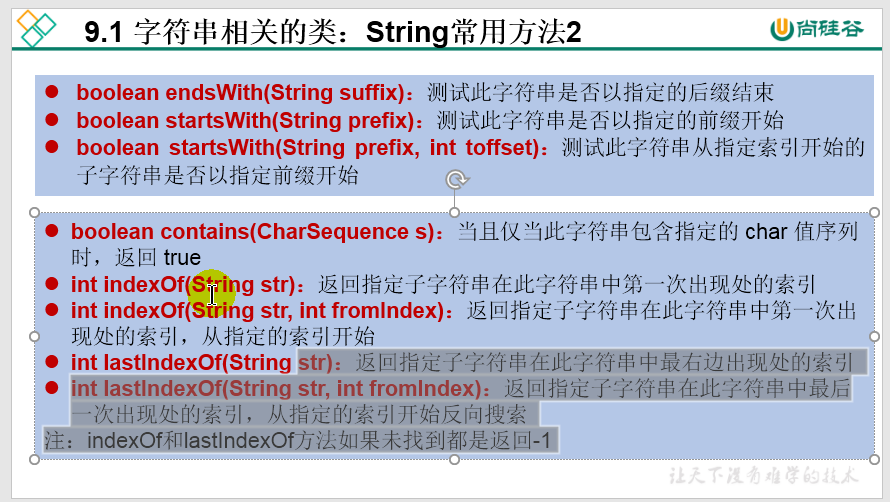 9.1 字符串相关的类：String常用方法2
尚硅谷
boolean endsWith(String suffix)：测试此字符串是否以指定的后缀结束
boolean startsWith(String prefix)：测试此字符串是否以指定的前缀开始
boolean startsWith(String prefix, int toffset)：测试此字符串从指定索引开始的
子字符串是否以指定前缀开始
boolean contains(CharSequence s)：当且仅当此字符串包含指定的 char 值序列
时，返回 true
int indexOf(String str)：返回指定子字符串在此字符串中第一次出现处的索引
int indexOf(String str, int fromIndex)：返回指定子字符串在此字符串中第一次出
现处的索引，从指定的索引开始
int lastIndexOf(String str)：返回指定子字符串在此字符串中最右边出现处的索引
int lastIndexOf(String str, int fromIndex)：返回指定子字符串在此字符串中最后
一次出现处的索引，从指定的索引开始反向搜索
注：indexOf和lastIndexOf方法如果未找到都是返回-1
让天下没有难学的技术